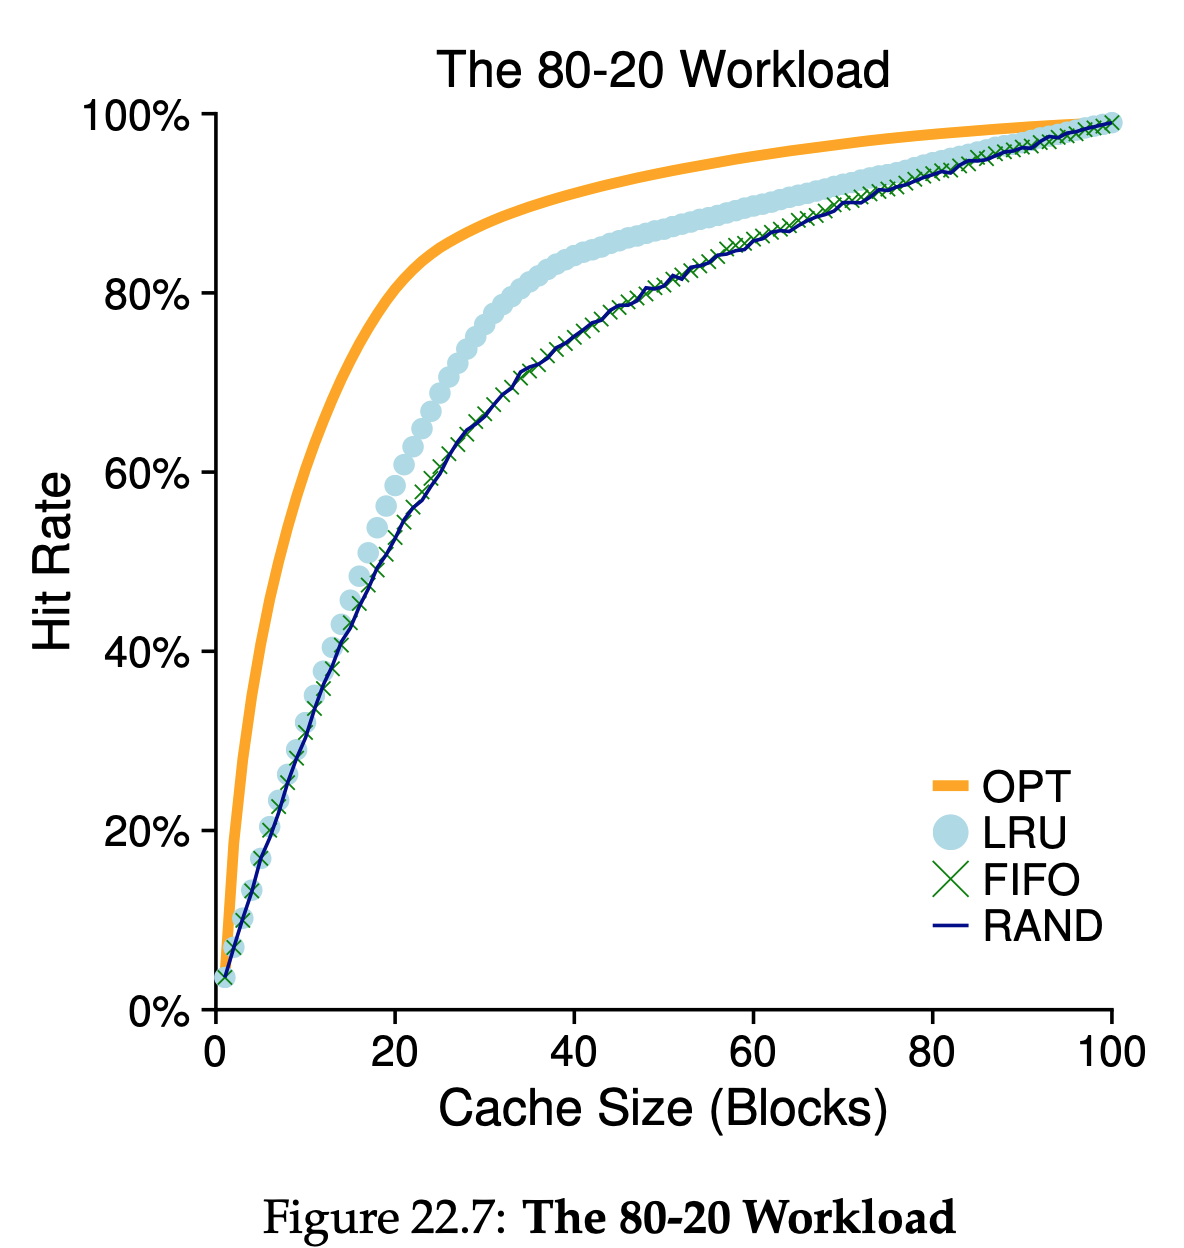 The 80-20 Workload
100%
80%
60%
40%
20%
0%
Hit Rate
OPT
LRU
FIFO
RAND
0 20 40 60 80 100
Cache Size (Blocks)
Figure 22.7: The 80-20 Workload